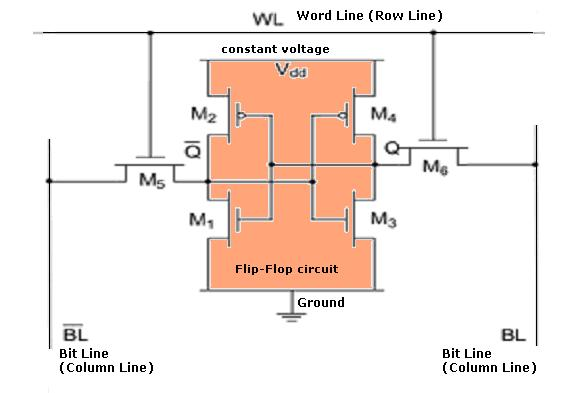 WL Word Line (Row Line)
constant voltage
Vdd
M2
M4
Q̅
Q
M5
M6
M1
M3
Flip-Flop circuit
Ground
B̅L̅
BL
Bit Line
(Column Line)
Bit Line
(Column Line)